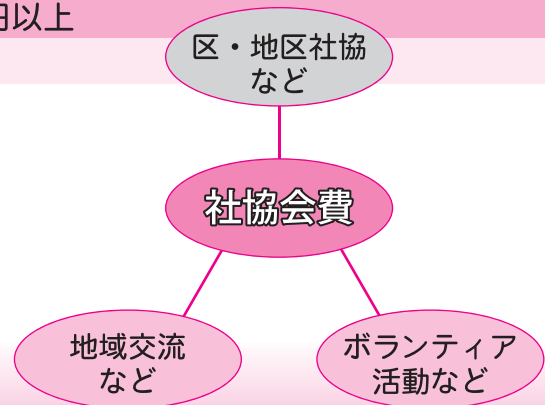 円以上
区・地区社協
など
社協会費
地域交流
など
ボランティア
活動など